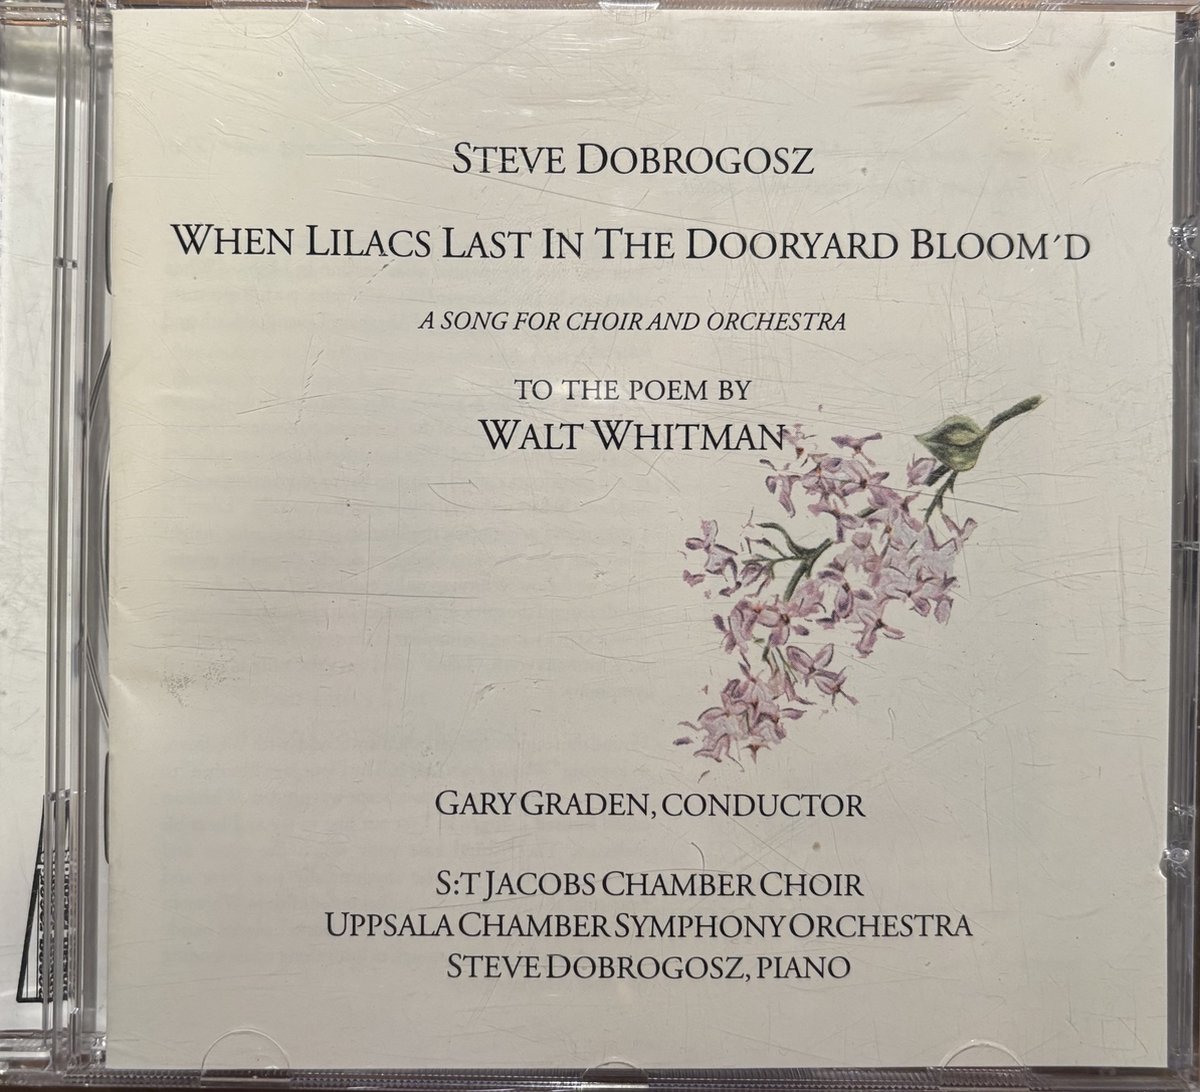 STEVE DOBROGOSZ
WHEN LILACS LAST IN THE DOORYARD BLOOM´D
A SONG FOR CHOIR AND ORCHESTRA
TO THE POEM BY
WALT WHITMAN
GARY GRADEN, CONDUCTOR
S:T JACOBS CHAMBER CHOIR
UPPSALA CHAMBER SYMPHONY ORCHESTRA
STEVE DOBROGOSZ, PIANO